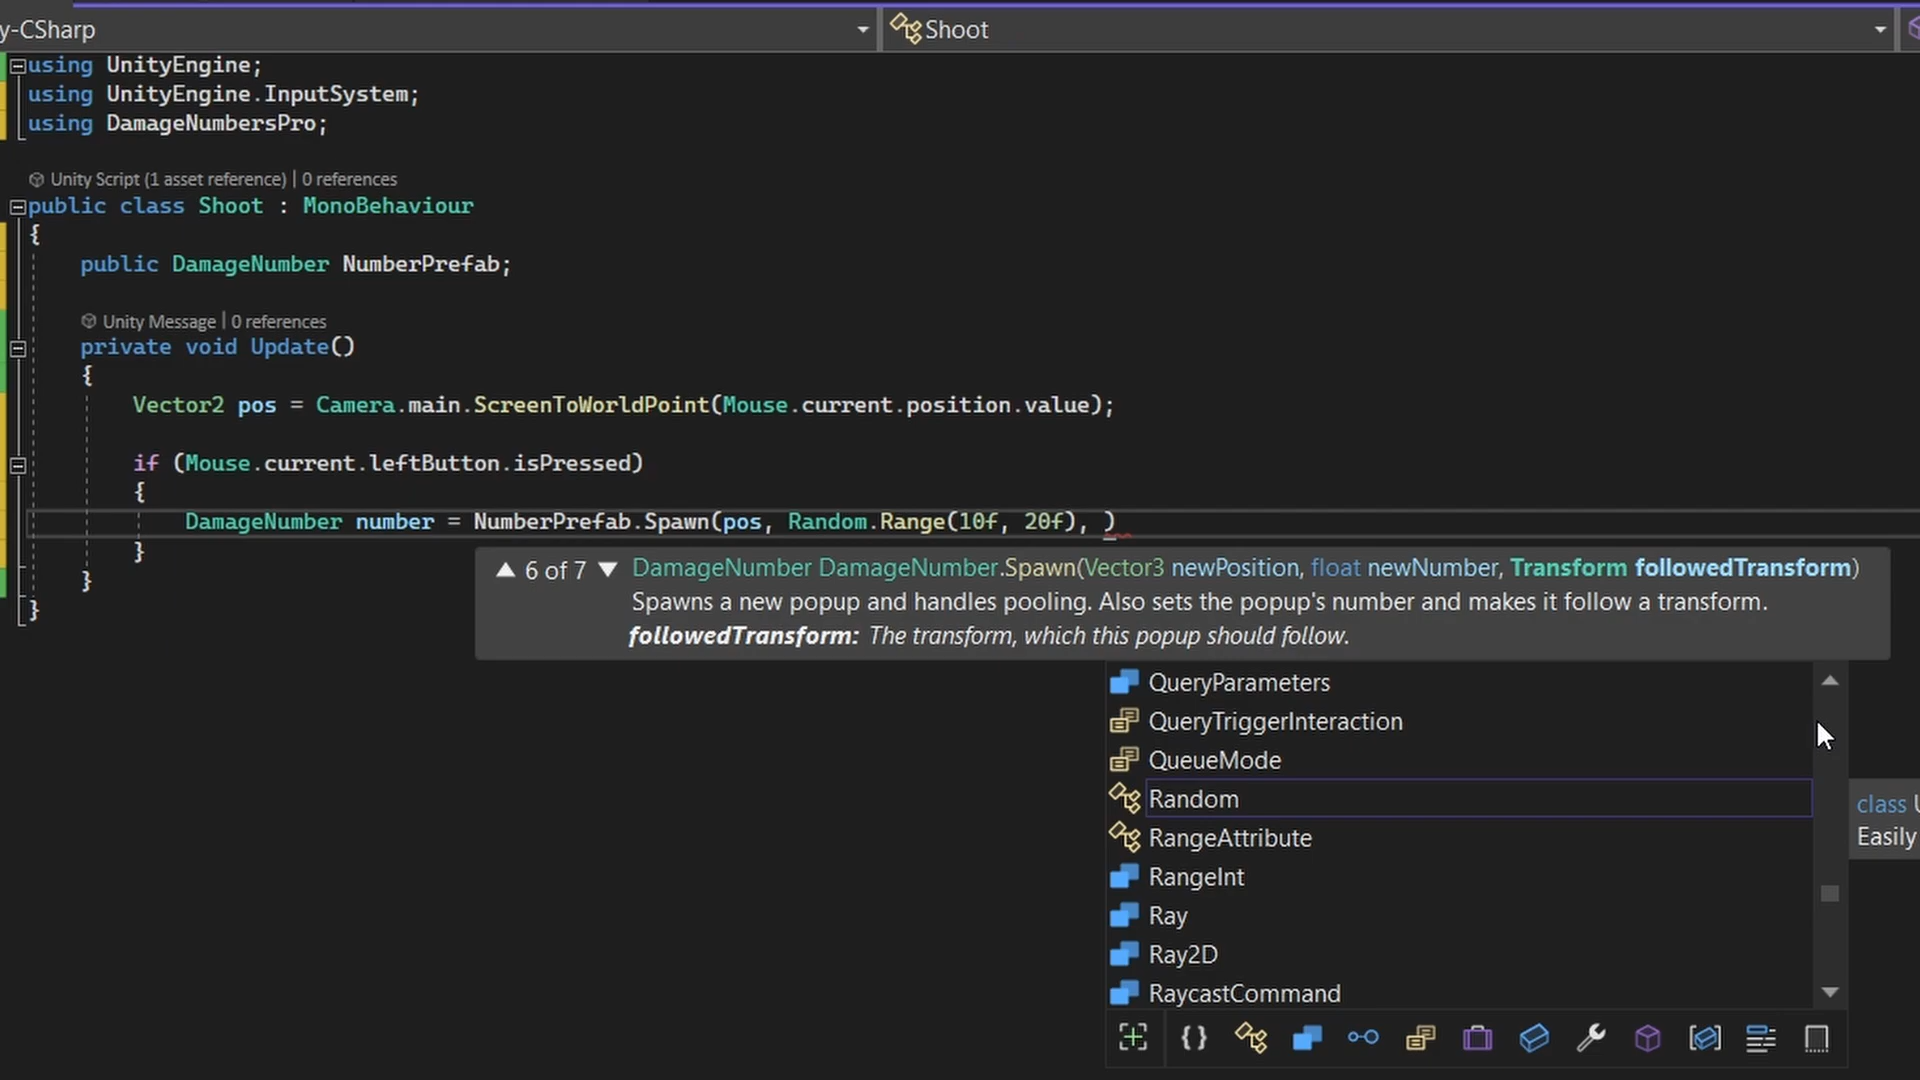 y-CSharp
Shoot
using UnityEngine;
using UnityEngine.InputSystem;
using DamageNumbersPro;
Unity Script (1 asset reference) | 0 references
public class Shoot : MonoBehaviour
{
public DamageNumber NumberPrefab;
Unity Message | 0 references
private void Update()
{
Vector2 pos = Camera.main.ScreenToWorldPoint(Mouse.current.position.value);
if (Mouse.current.leftButton.isPressed)
{
DamageNumber number = NumberPrefab.Spawn(pos, Random.Range(10f, 20f), )
}
}
}
▲ 6 of 7 ▼ DamageNumber DamageNumber.Spawn(Vector3 newPosition, float newNumber, Transform followedTransform)
Spawns a new popup and handles pooling. Also sets the popup's number and makes it follow a transform.
followedTransform: The transform, which this popup should follow.
QueryParameters
QueryTriggerInteraction
QueueMode
Random
RangeAttribute
RangeInt
Ray
Ray2D
RaycastCommand
class U
Easily